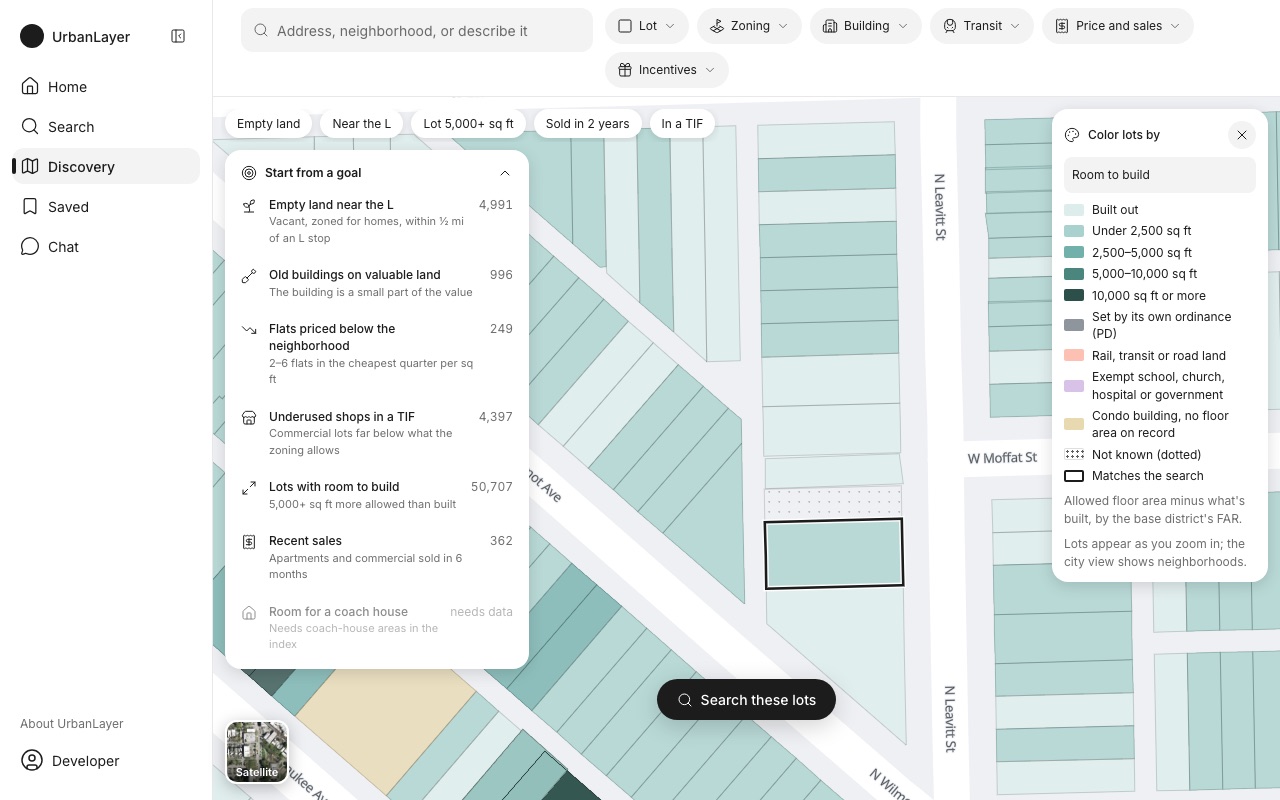 UrbanLayer
Home
Search
Discovery
Saved
Chat
About UrbanLayer
Developer
Address, neighborhood, or describe it
Lot
Zoning
Building
Transit
Price and sales
Incentives
Empty land
Near the L
Lot 5,000+ sq ft
Sold in 2 years
In a TIF
Start from a goal
Empty land near the L 4,991
Vacant, zoned for homes, within ½ mi
of an L stop
Old buildings on valuable land 996
The building is a small part of the value
Flats priced below the 249
neighborhood
2–6 flats in the cheapest quarter per sq
ft
Underused shops in a TIF 4,397
Commercial lots far below what the
zoning allows
Lots with room to build 50,707
5,000+ sq ft more allowed than built
Recent sales 362
Apartments and commercial sold in 6
months
Room for a coach house needs data
Needs coach-house areas in the
index
Color lots by
Room to build
Built out
Under 2,500 sq ft
2,500–5,000 sq ft
5,000–10,000 sq ft
10,000 sq ft or more
Set by its own ordinance
(PD)
Rail, transit or road land
Exempt school, church,
hospital or government
Condo building, no floor
area on record
Not known (dotted)
Matches the search
Allowed floor area minus what's
built, by the base district's FAR.
Lots appear as you zoom in; the
city view shows neighborhoods.
N Leavitt St
W Moffat St
Ave
N Leavitt St
Search these lots
Satellite